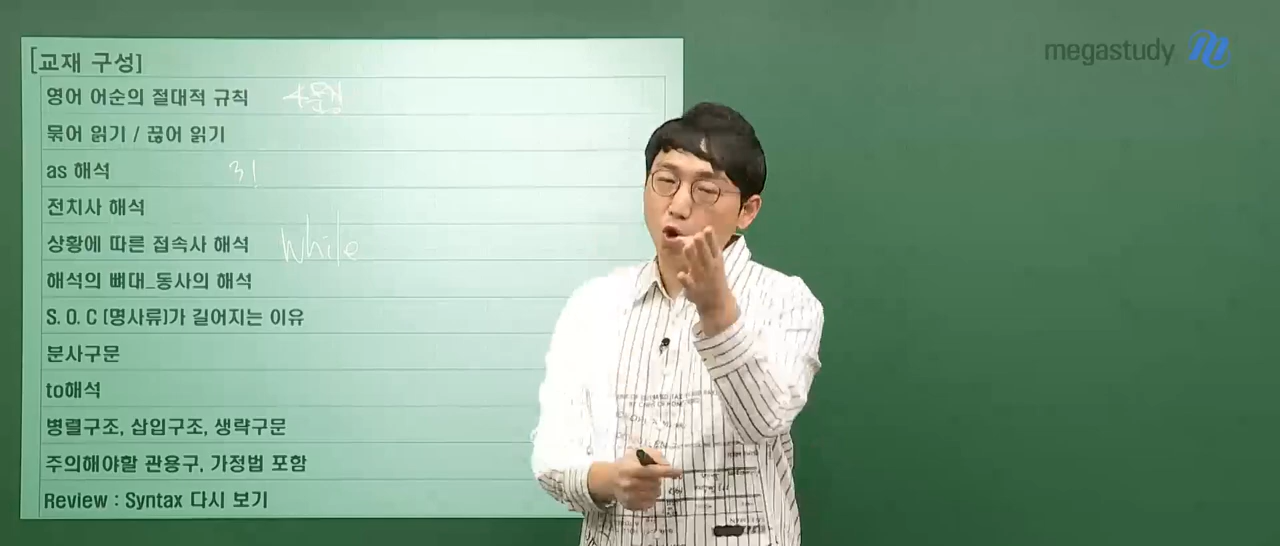 megastudy
[교재 구성]
영어 어순의 절대적 규칙
묶어 읽기 / 끊어 읽기
as 해석 3!
전치사 해석
상황에 따른 접속사 해석 While
해석의 뼈대_동사의 해석
S. O. C (명사류)가 길어지는 이유
분사구문
to해석
병렬구조, 삽입구조, 생략구문
주의해야할 관용구, 가정법 포함
Review : Syntax 다시 보기